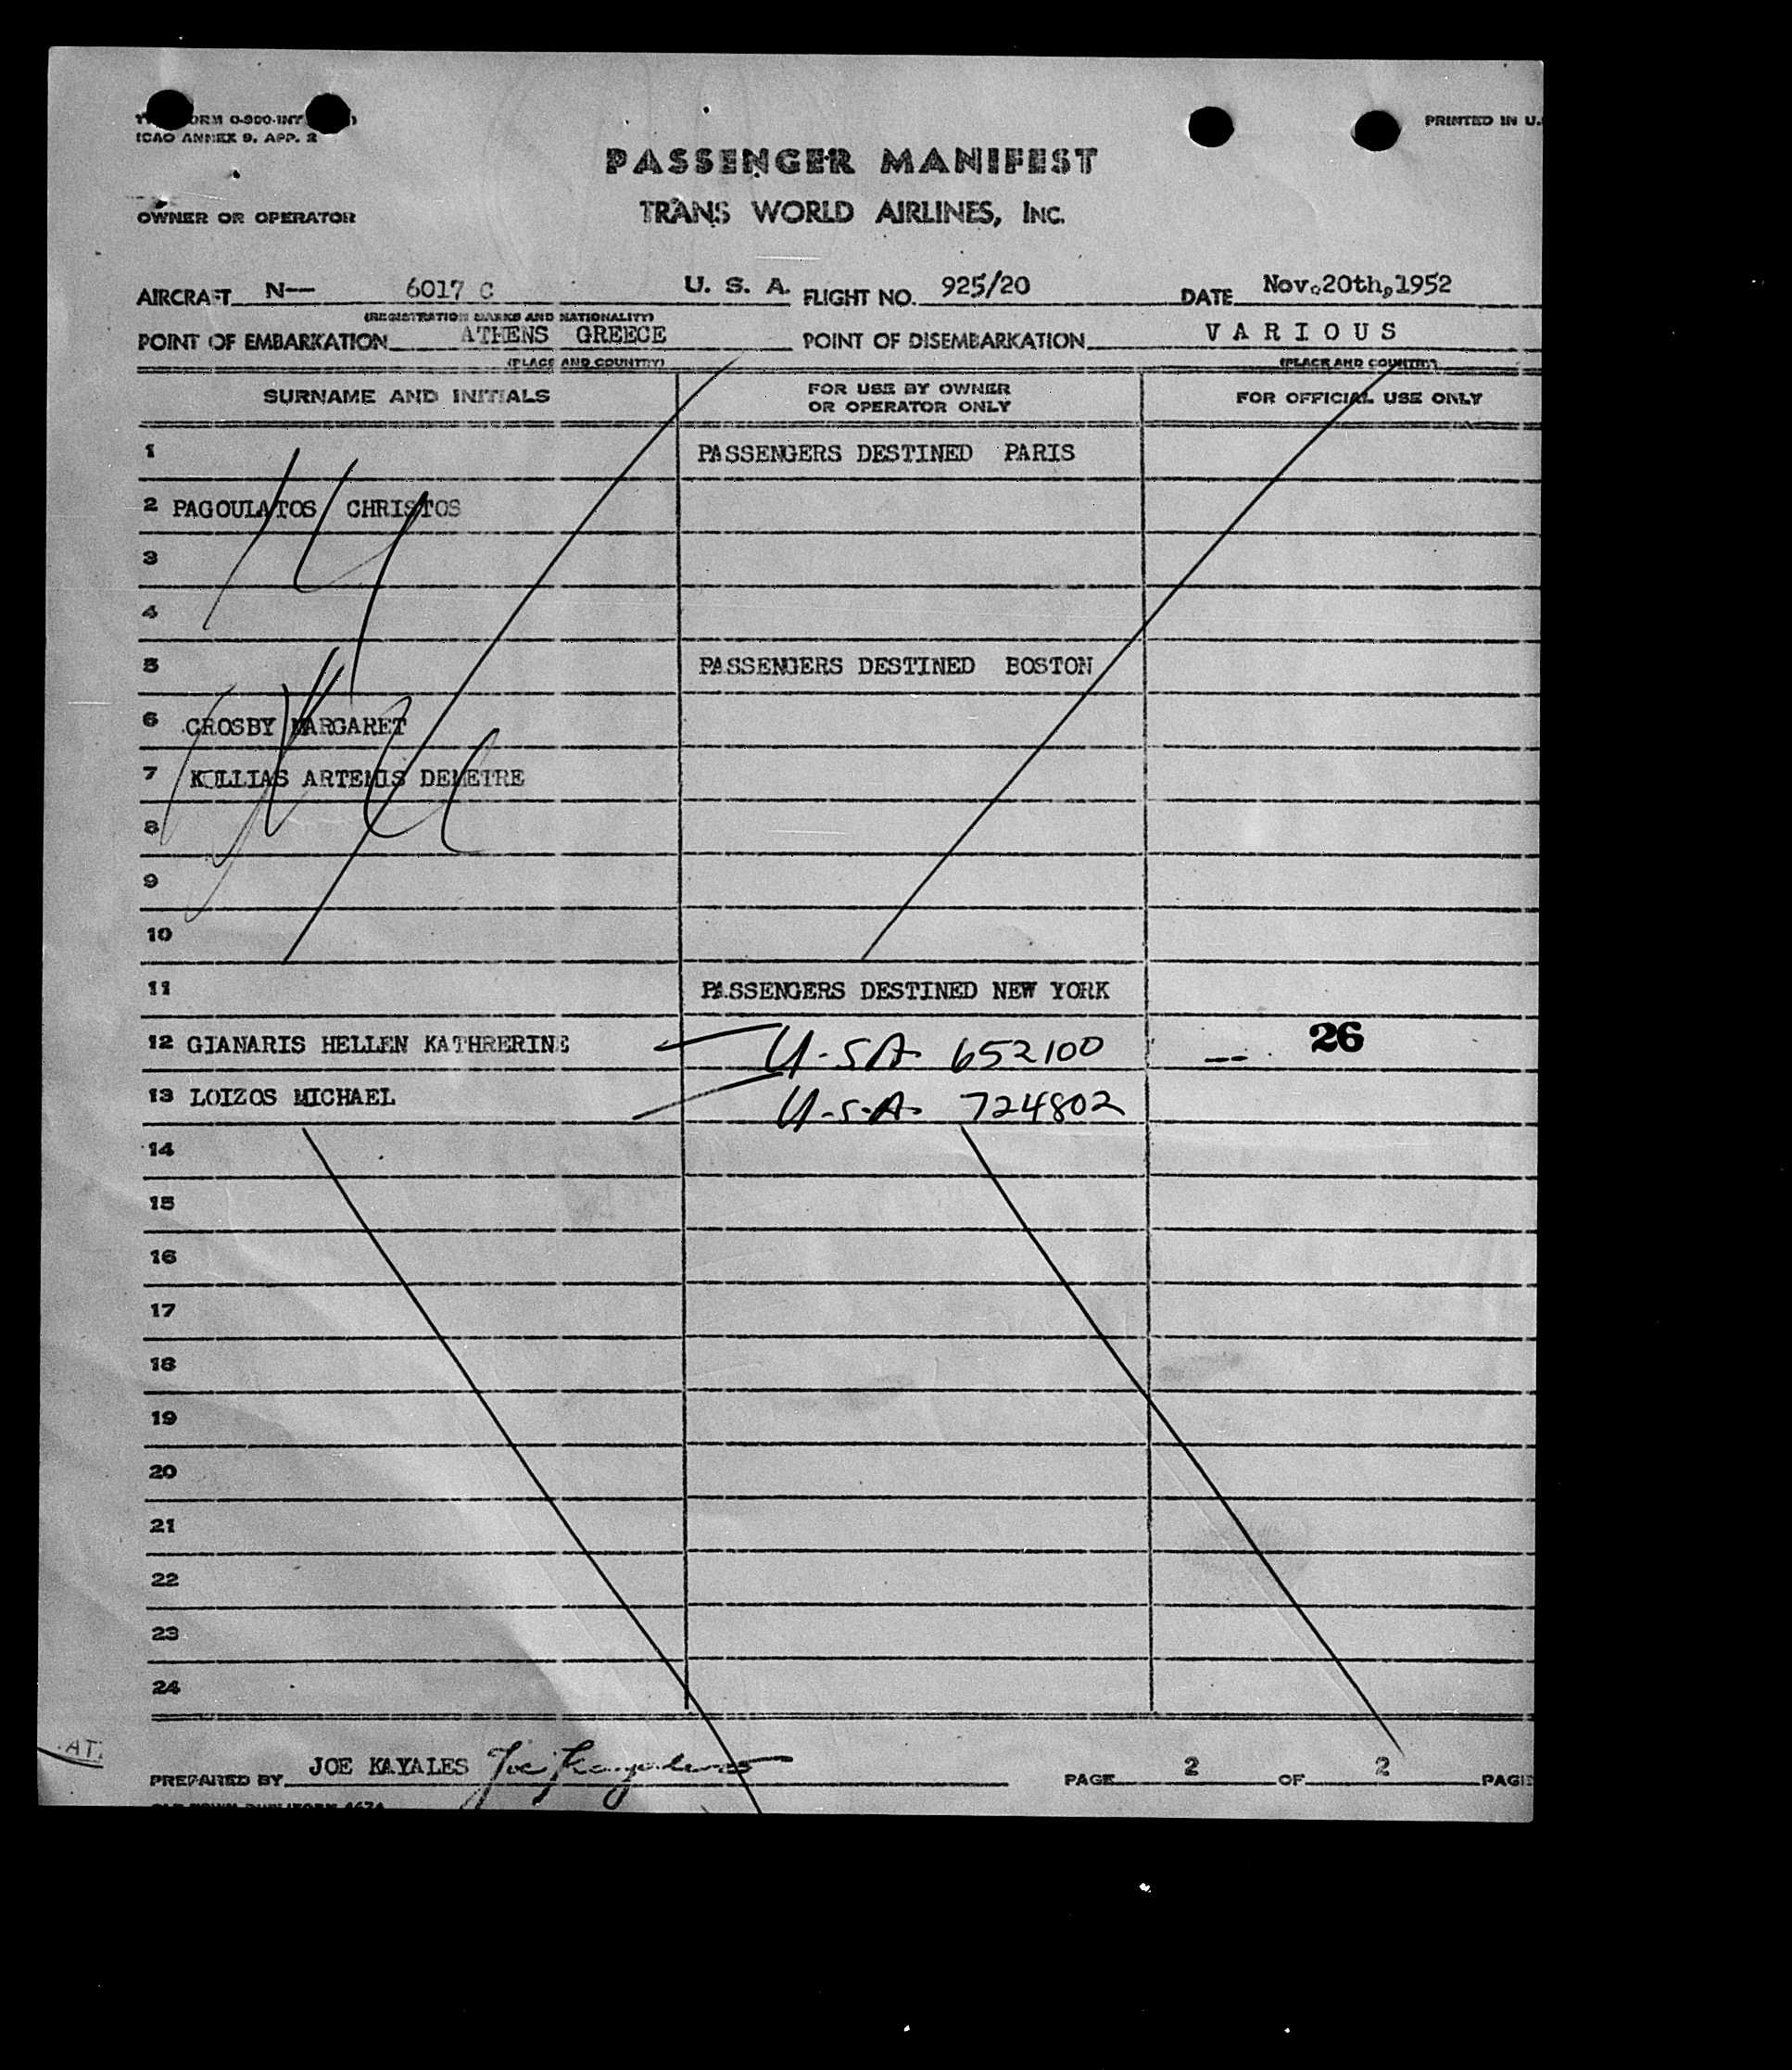 ORM O-900-INT
ICAO ANNEX 9, APP. 2
PRINTED IN U.
PASSENGER MANIFEST
OWNER OR OPERATOR
TRANS WORLD AIRLINES, INC.
AIRCRAFT N— 6017 C U. S. A. FLIGHT NO. 925/20 DATE Nov.20th,1952
(REGISTRATION MARKS AND NATIONALITY)
POINT OF EMBARKATION ATHENS GREECE POINT OF DISEMBARKATION V A R I O U S
(PLACE AND COUNTRY) (PLACE AND COUNTRY)
SURNAME AND INITIALS FOR USE BY OWNER OR OPERATOR ONLY FOR OFFICIAL USE ONLY
1 PASSENGERS DESTINED PARIS
2 PAGOULATOS CHRISTOS
3
4
5 PASSENGERS DESTINED BOSTON
6 CROSBY MARGARET
7 KOLLIAS ARTEMIS DEMETRE
8
9
10
11 PASSENGERS DESTINED NEW YORK
12 GIANARIS HELLEN KATHRERINE U.S.A. 652100 -- 26
13 LOIZOS MICHAEL U.S.A. 724802
14
15
16
17
18
19
20
21
22
23
24
PREPARED BY JOE KAYALES Joe Kayales PAGE 2 OF 2 PAGE